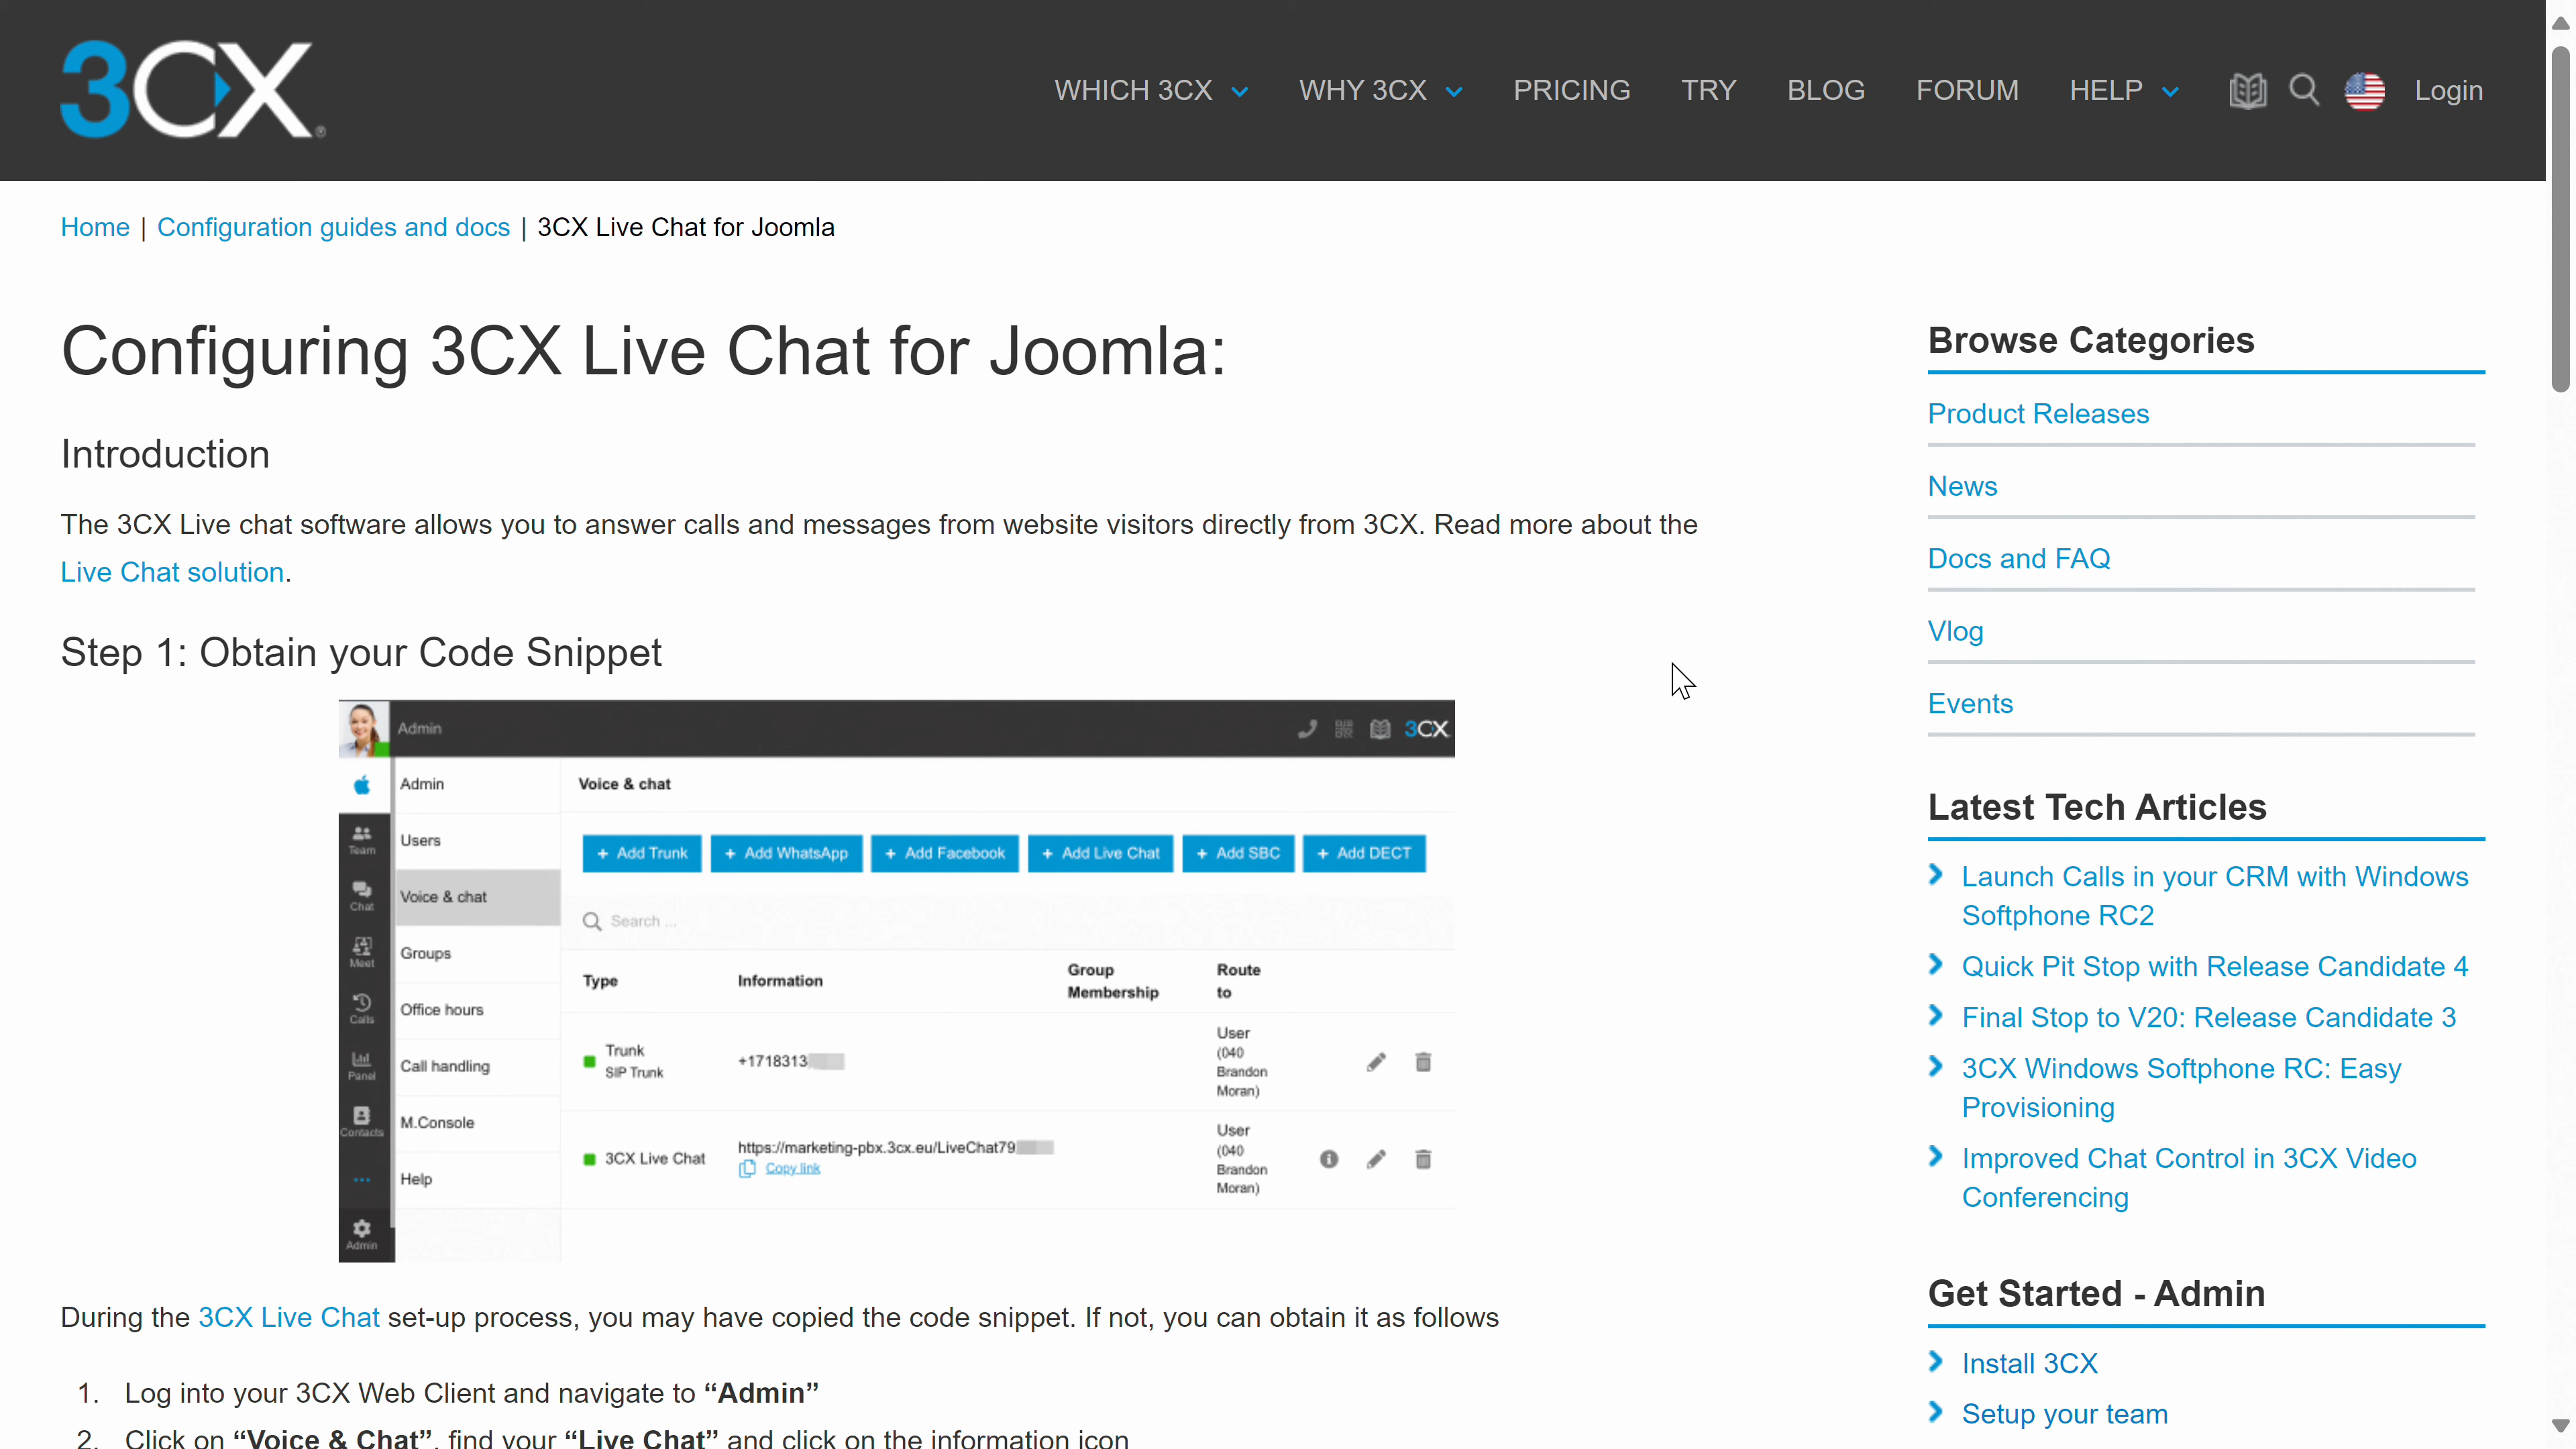 3CX®
WHICH 3CX
WHY 3CX
PRICING
TRY
BLOG
FORUM
HELP
Login
Home | Configuration guides and docs | 3CX Live Chat for Joomla
Configuring 3CX Live Chat for Joomla:
Introduction
The 3CX Live chat software allows you to answer calls and messages from website visitors directly from 3CX. Read more about the
Live Chat solution.
Step 1: Obtain your Code Snippet
Admin
3CX
Team
Chat
Meet
Calls
Panel
Contacts
Admin
Admin
Users
Voice & chat
Groups
Office hours
Call handling
M.Console
Help
Voice & chat
+ Add Trunk
+ Add WhatsApp
+ Add Facebook
+ Add Live Chat
+ Add SBC
+ Add DECT
Search ...
Type
Information
Group
Membership
Route
to
Trunk
SIP Trunk
+1718313
User
(040
Brandon
Moran)
3CX Live Chat
https://marketing-pbx.3cx.eu/LiveChat79
Copy link
User
(040
Brandon
Moran)
During the 3CX Live Chat set-up process, you may have copied the code snippet. If not, you can obtain it as follows
1. Log into your 3CX Web Client and navigate to “Admin”
2. Click on “Voice & Chat”, find your “Live Chat” and click on the information icon
Browse Categories
Product Releases
News
Docs and FAQ
Vlog
Events
Latest Tech Articles
Launch Calls in your CRM with Windows
Softphone RC2
Quick Pit Stop with Release Candidate 4
Final Stop to V20: Release Candidate 3
3CX Windows Softphone RC: Easy
Provisioning
Improved Chat Control in 3CX Video
Conferencing
Get Started - Admin
Install 3CX
Setup your team